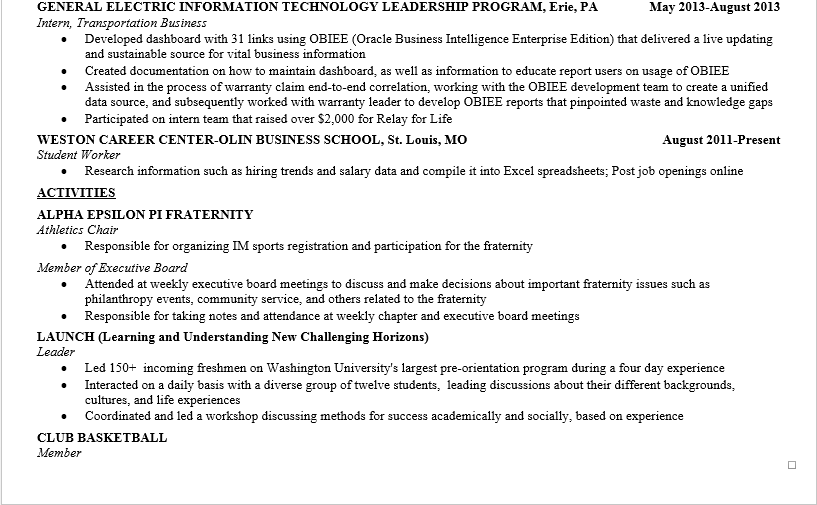 GENERAL ELECTRIC INFORMATION TECHNOLOGY LEADERSHIP PROGRAM, Erie, PA May 2013-August 2013
Intern, Transportation Business
• Developed dashboard with 31 links using OBIEE (Oracle Business Intelligence Enterprise Edition) that delivered a live updating
and sustainable source for vital business information
• Created documentation on how to maintain dashboard, as well as information to educate report users on usage of OBIEE
• Assisted in the process of warranty claim end-to-end correlation, working with the OBIEE development team to create a unified
data source, and subsequently worked with warranty leader to develop OBIEE reports that pinpointed waste and knowledge gaps
• Participated on intern team that raised over $2,000 for Relay for Life
WESTON CAREER CENTER-OLIN BUSINESS SCHOOL, St. Louis, MO August 2011-Present
Student Worker
• Research information such as hiring trends and salary data and compile it into Excel spreadsheets; Post job openings online
ACTIVITIES
ALPHA EPSILON PI FRATERNITY
Athletics Chair
• Responsible for organizing IM sports registration and participation for the fraternity
Member of Executive Board
• Attended at weekly executive board meetings to discuss and make decisions about important fraternity issues such as
philanthropy events, community service, and others related to the fraternity
• Responsible for taking notes and attendance at weekly chapter and executive board meetings
LAUNCH (Learning and Understanding New Challenging Horizons)
Leader
• Led 150+ incoming freshmen on Washington University's largest pre-orientation program during a four day experience
• Interacted on a daily basis with a diverse group of twelve students, leading discussions about their different backgrounds,
cultures, and life experiences
• Coordinated and led a workshop discussing methods for success academically and socially, based on experience
CLUB BASKETBALL
Member